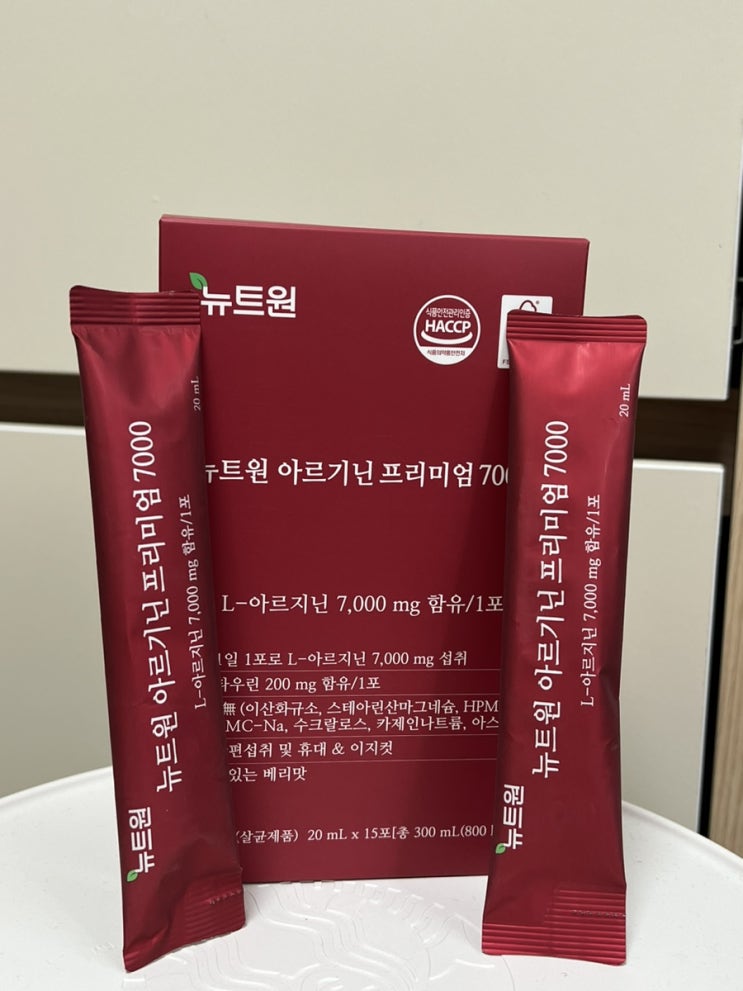 뉴트원
식품안전관리인증
HACCP
식품의약품안전처
뉴트원 아르기닌 프리미엄 700
L-아르지닌 7,000 mg 함유/1포
1일 1포로 L-아르지닌 7,000 mg 섭취
타우린 200 mg 함유/1포
無 (이산화규소, 스테아린산마그네슘, HPM
MC-Na, 수크랄로스, 카제인나트륨, 아스
편섭취 및 휴대 & 이지컷
있는 베리맛
(살균제품) 20 mL x 15포[총 300 mL(800
뉴트원
뉴트원 아르기닌 프리미엄 7000
L-아르지닌 7,000 mg 함유/1포
20 mL
뉴트원
뉴트원 아르기닌 프리미엄 7000
L-아르지닌 7,000 mg 함유/1포
20 mL